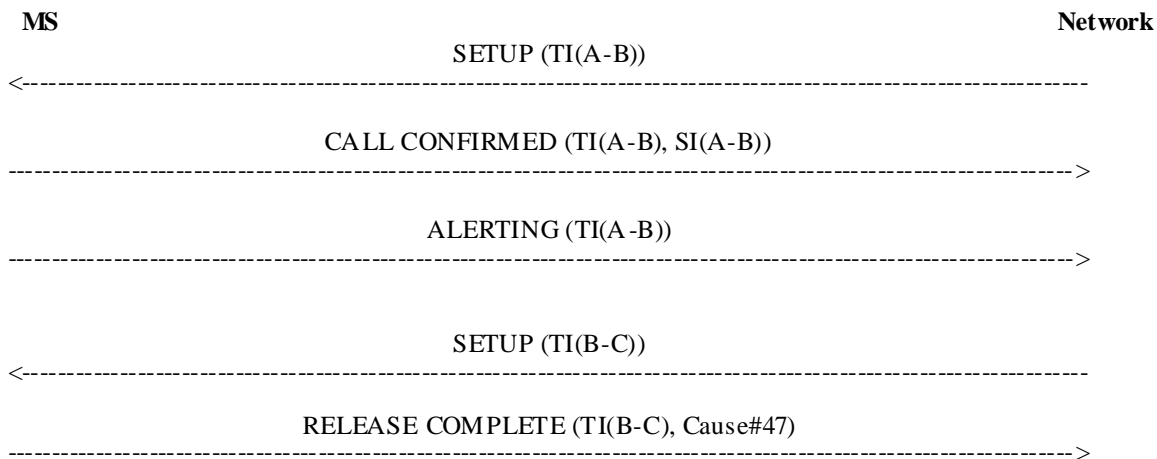 MS Network
SETUP (TI(A-B))
<------------------------------------------------------------------------------------------------------------------------
CALL CONFIRMED (TI(A-B), SI(A-B))
------------------------------------------------------------------------------------------------------------------------>
ALERTING (TI(A-B))
------------------------------------------------------------------------------------------------------------------------>
SETUP (TI(B-C))
<------------------------------------------------------------------------------------------------------------------------
RELEASE COMPLETE (TI(B-C), Cause#47)
------------------------------------------------------------------------------------------------------------------------>